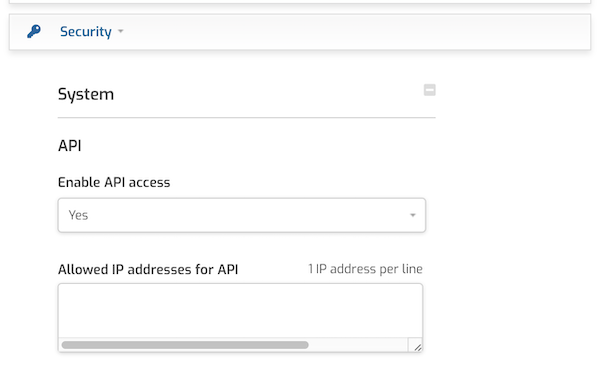 Security
System
API
Enable API access
Yes
Allowed IP addresses for API 1 IP address per line